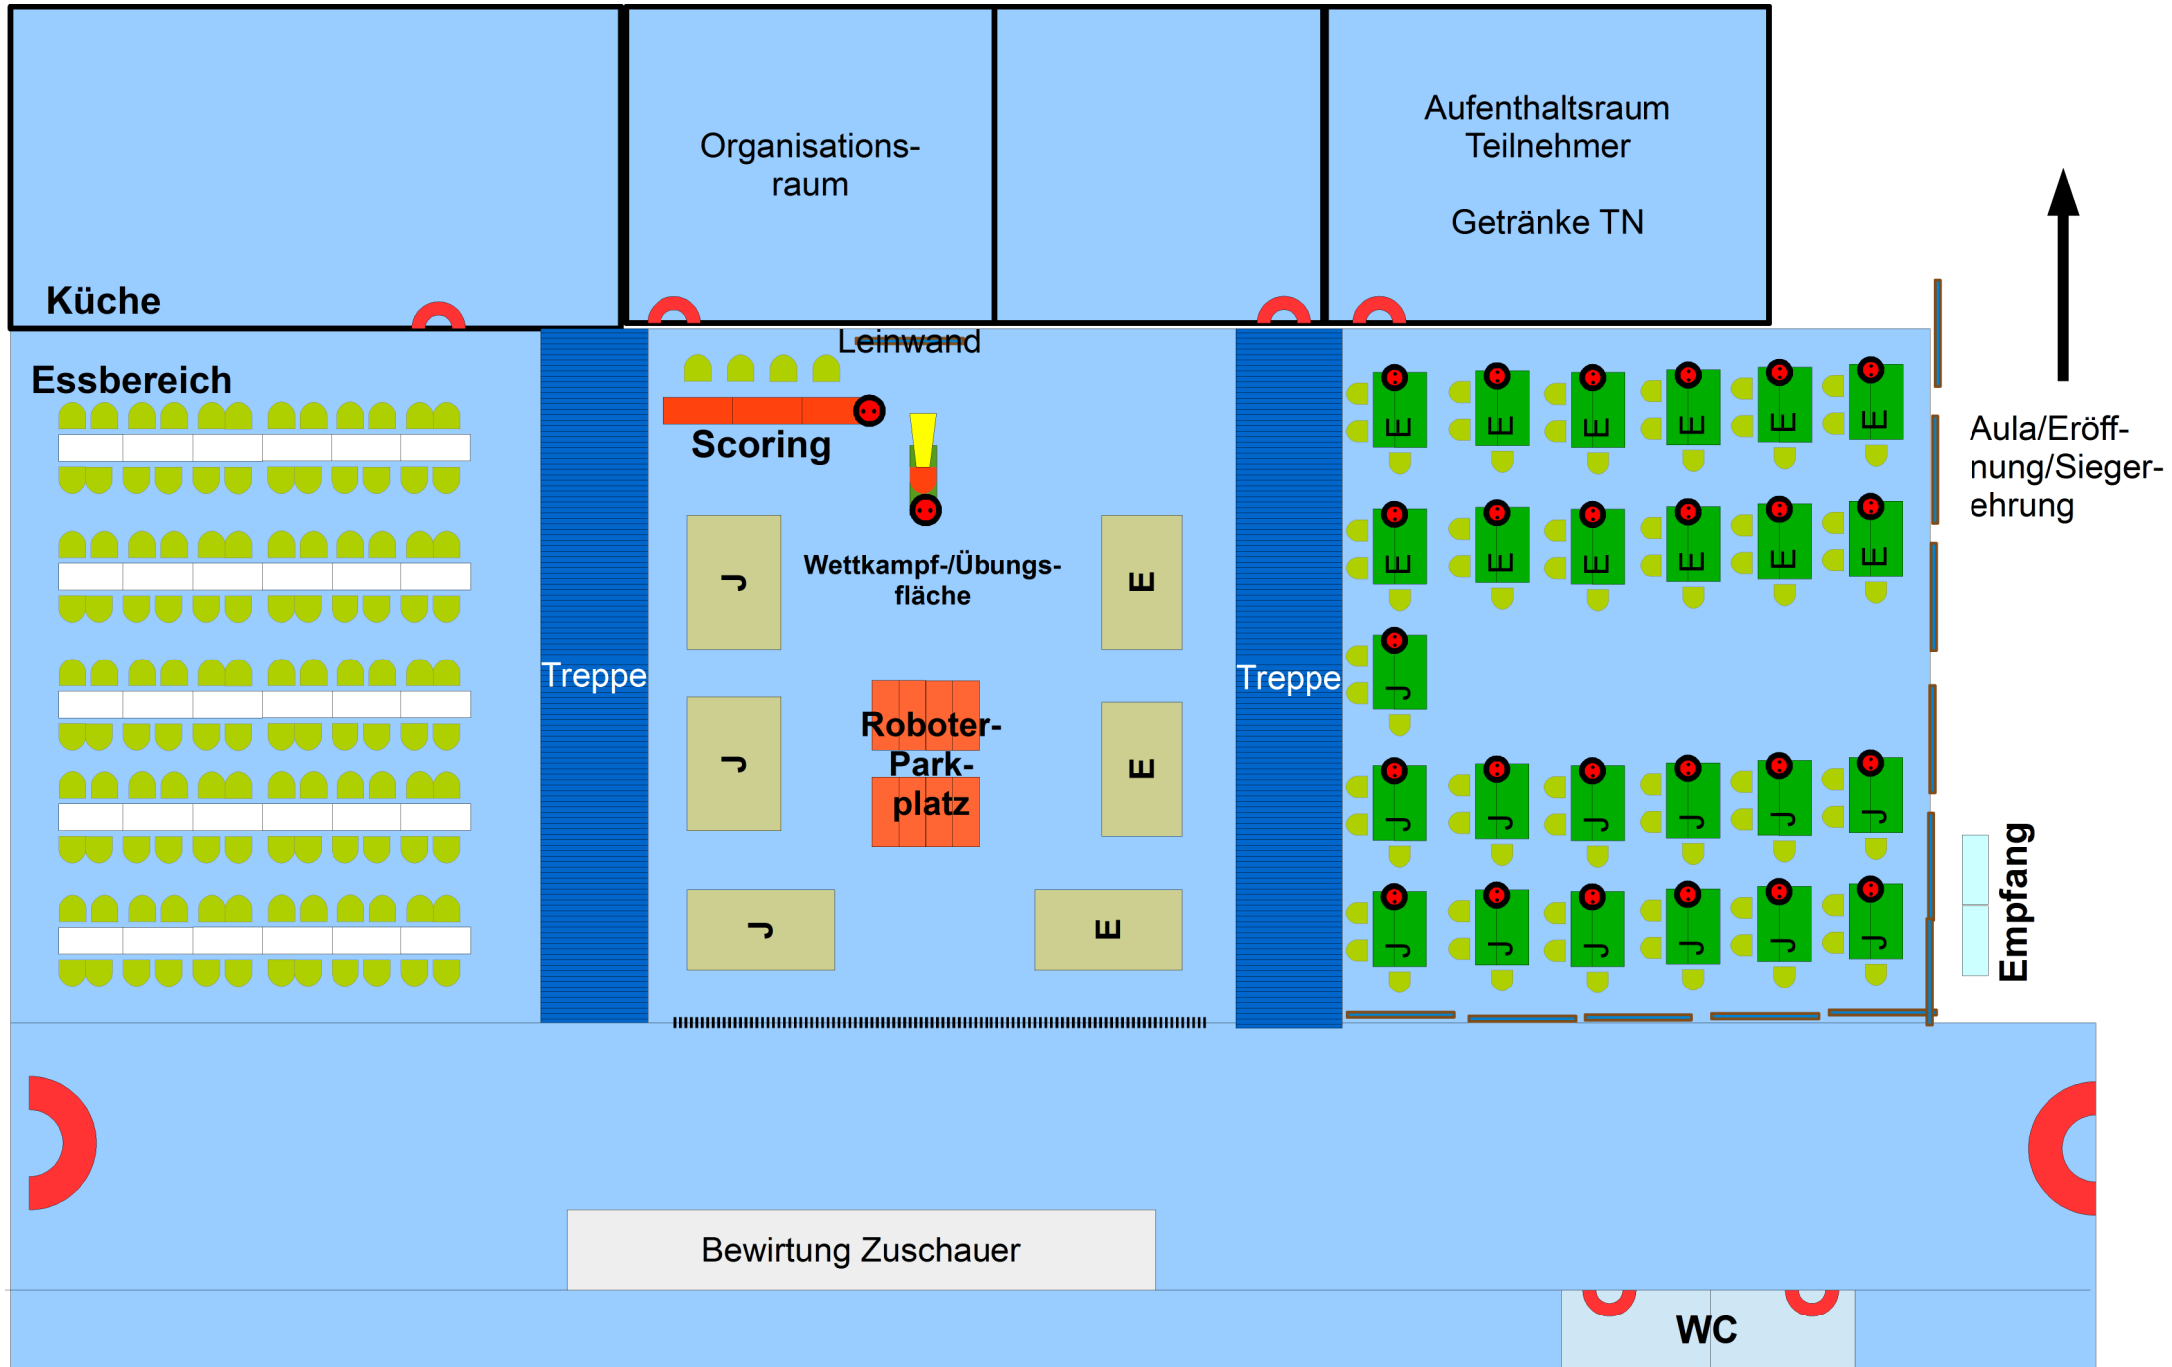 Organisations-
raum
Aufenthaltsraum
Teilnehmer
Getränke TN
Küche
Leinwand
Essbereich
Scoring
Aula/Eröff-
nung/Sieger-
ehrung
Wettkampf-/Übungs-
fläche
Treppe
Treppe
Roboter-
Park-
platz
J
E
J
E
J
E
E E E E E E
E E E E E E
J
J J J J J J
J J J J J J
Empfang
Bewirtung Zuschauer
WC